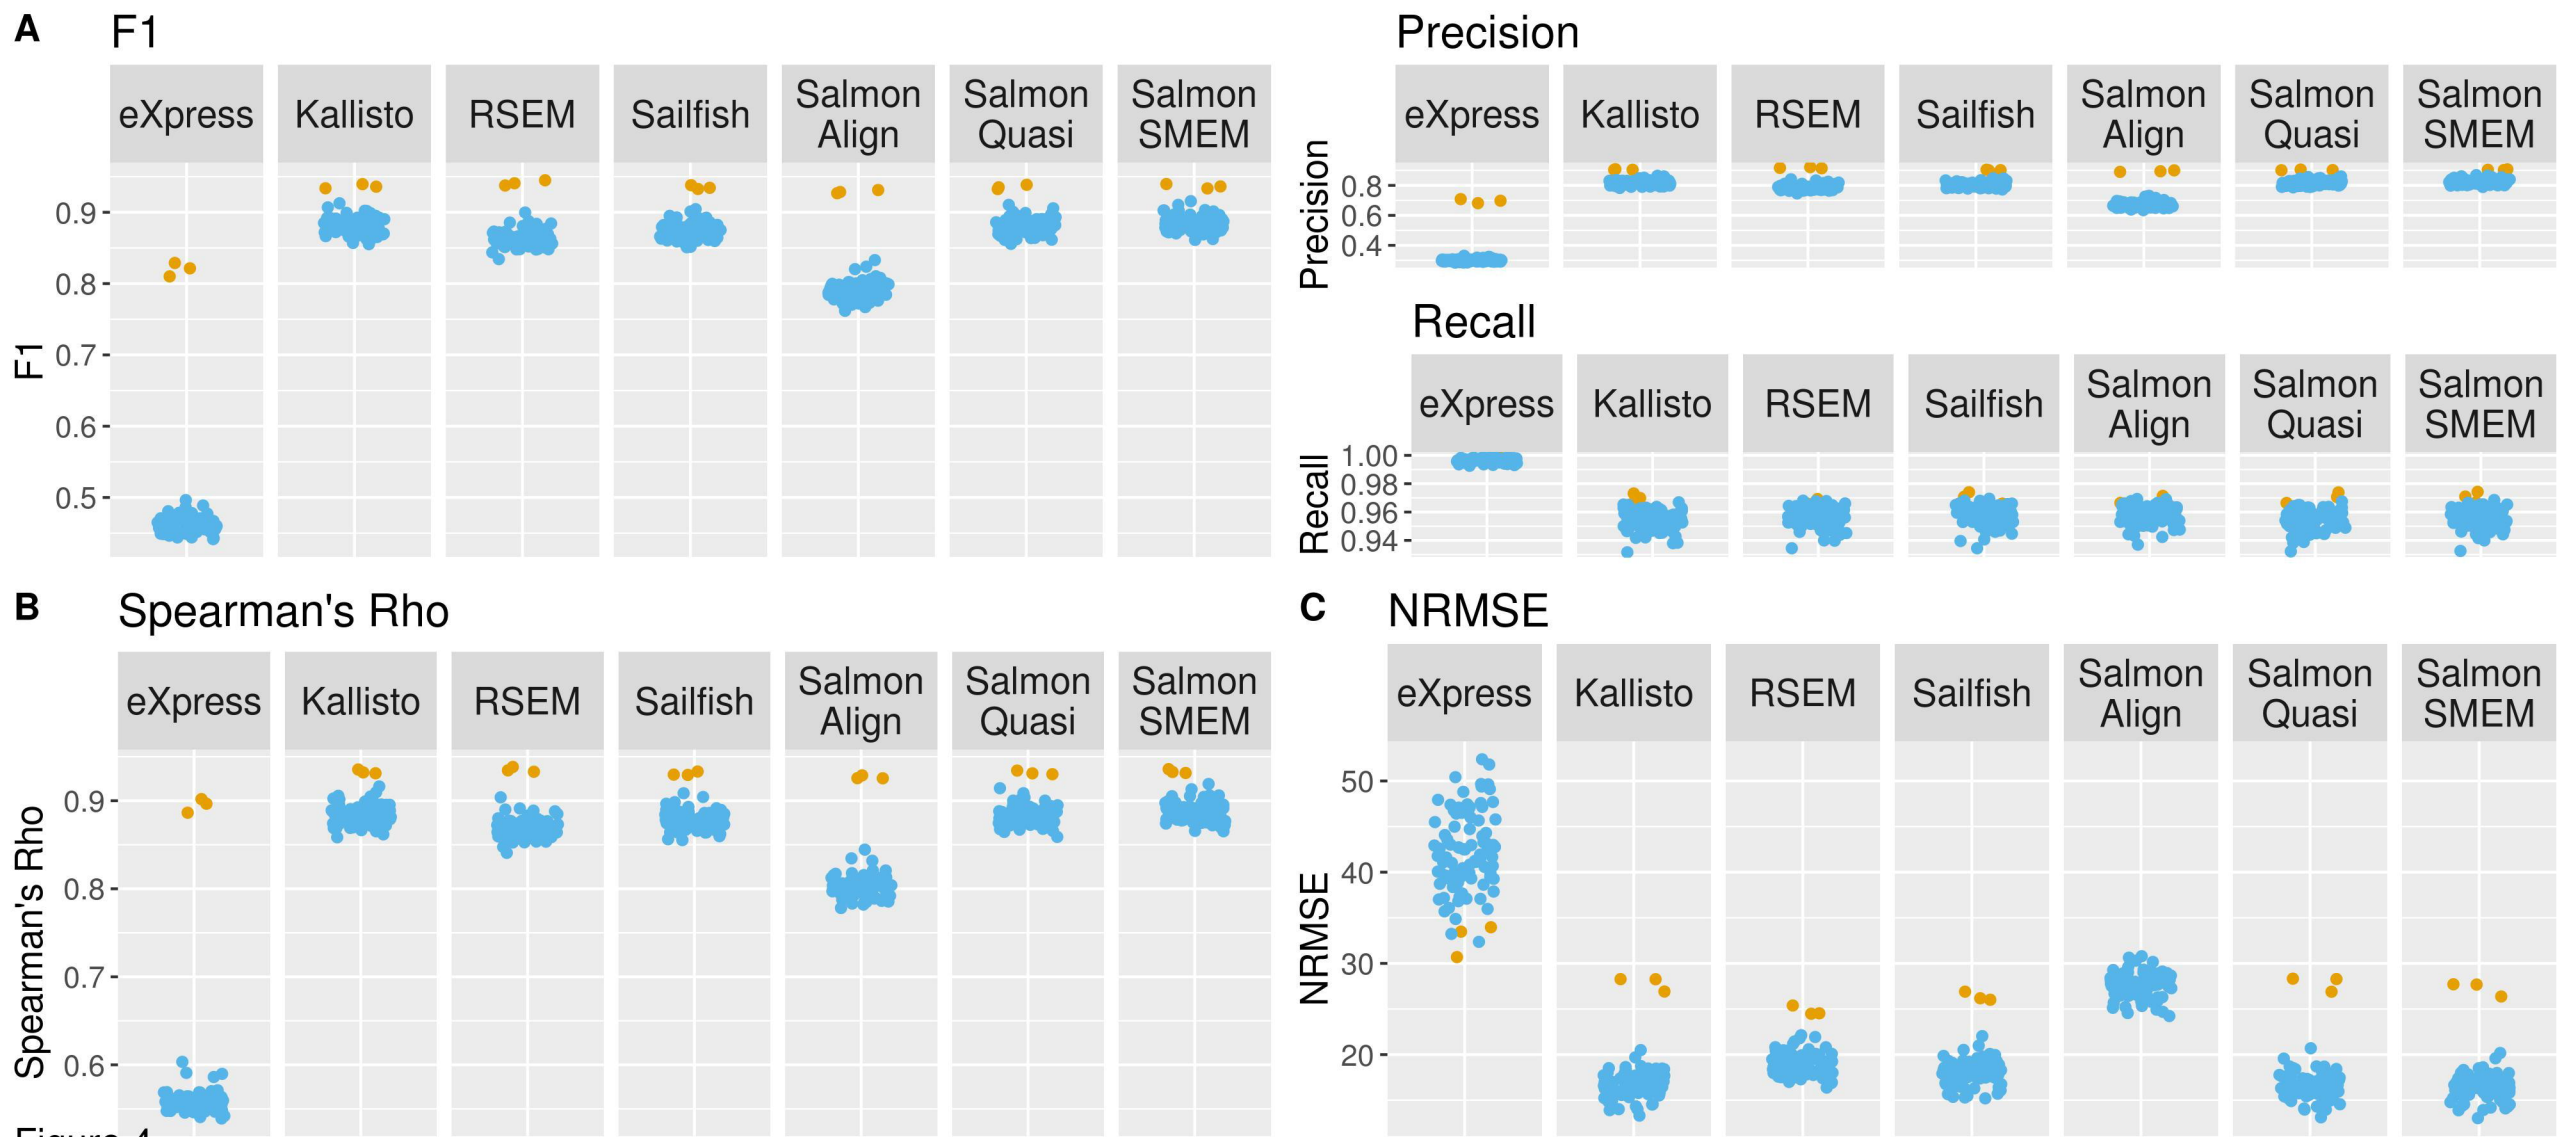 A F1
eXpress Kallisto RSEM Sailfish Salmon Align Salmon Quasi Salmon SMEM
F1
0.9
0.8
0.7
0.6
0.5
Precision
eXpress Kallisto RSEM Sailfish Salmon Align Salmon Quasi Salmon SMEM
Precision
0.8
0.6
0.4
Recall
eXpress Kallisto RSEM Sailfish Salmon Align Salmon Quasi Salmon SMEM
Recall
1.00
0.98
0.96
0.94
B Spearman's Rho
eXpress Kallisto RSEM Sailfish Salmon Align Salmon Quasi Salmon SMEM
Spearman's Rho
0.9
0.8
0.7
0.6
C NRMSE
eXpress Kallisto RSEM Sailfish Salmon Align Salmon Quasi Salmon SMEM
NRMSE
50
40
30
20
Figure 4